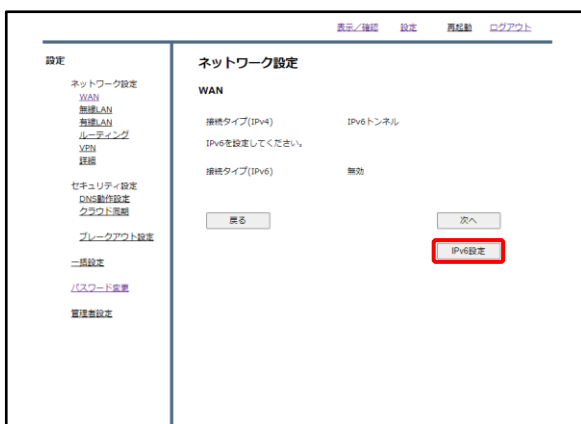 表示／確認 設定 再起動 ログアウト
設定
ネットワーク設定
WAN
無線LAN
有線LAN
ルーティング
VPN
詳細
セキュリティ設定
DNS動作設定
クラウド同期
ブレークアウト設定
一括設定
パスワード変更
管理者設定
ネットワーク設定
WAN
接続タイプ(IPv4) IPv6トンネル
IPv6を設定してください。
接続タイプ(IPv6) 無効
戻る 次へ
IPv6設定